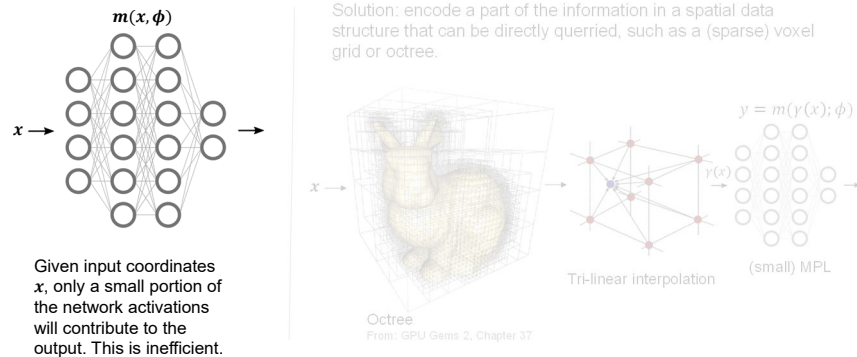 m(x, ϕ)
x
Given input coordinates
x, only a small portion of
the network activations
will contribute to the
output. This is inefficient.
Solution: encode a part of the information in a spatial data
structure that can be directly querried, such as a (sparse) voxel
grid or octree.
x
Octree
From: GPU Gems 2, Chapter 37
Tri-linear interpolation
γ(x)
y = m(γ(x); ϕ)
(small) MPL